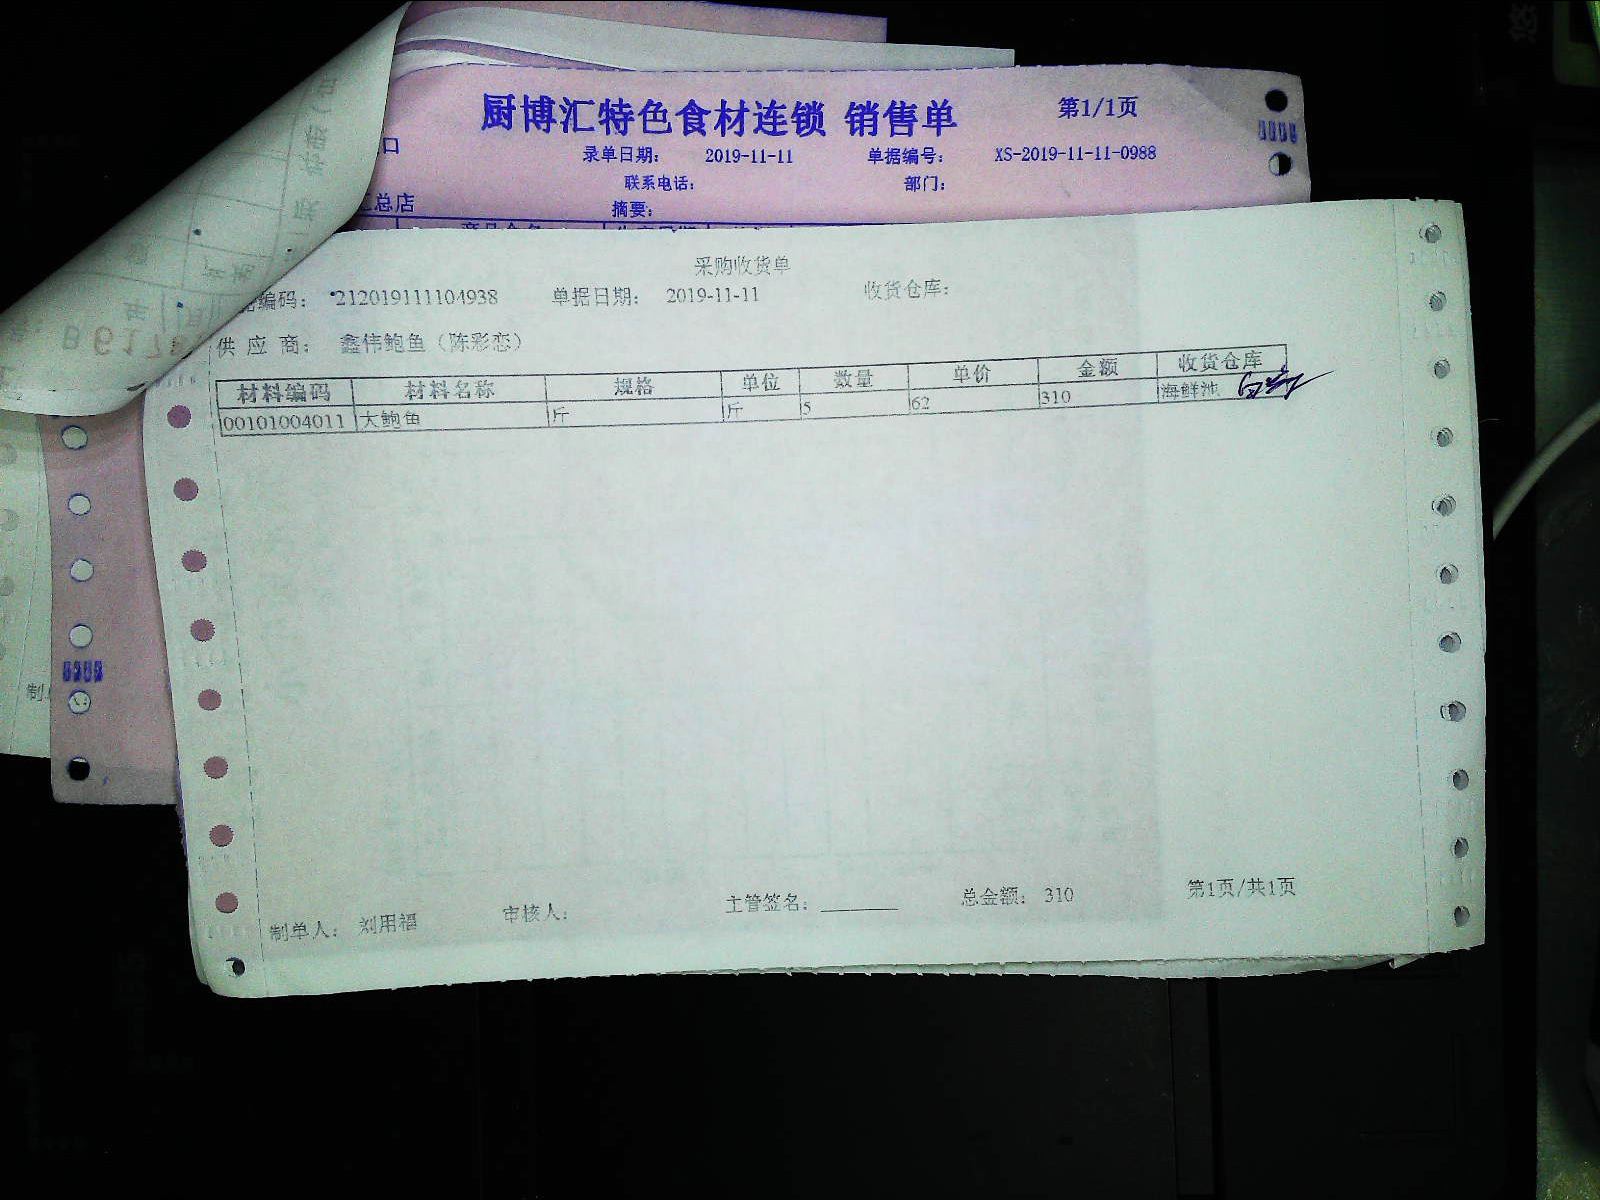 厨博汇特色食材连锁 销售单 第1/1页
录单日期： 2019-11-11 单据编号： XS-2019-11-11-0988
联系电话： 部门：
总店 摘要：
采购收货单
编码： 212019111104938 单据日期： 2019-11-11 收货仓库：
供应商： 鑫伟鲍鱼（陈彩恋）
材料编码 材料名称 规格 单位 数量 单价 金额 收货仓库
00101004011 大鲍鱼 斤 斤 5 62 310 海鲜池
制单人： 刘用福 审核人： 主管签名： 总金额： 310 第1页/共1页